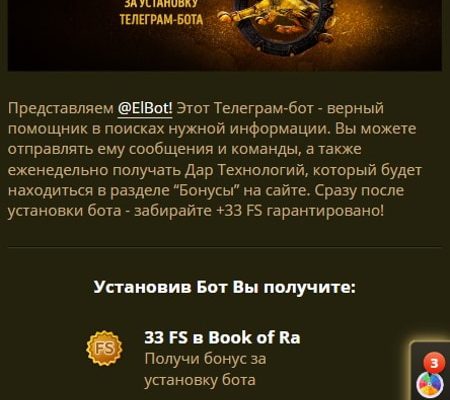 ЗА УСТАНОВКУ
ТЕЛЕГРАМ-БОТА
Представляем @ElBot! Этот Телеграм-бот - верный
помощник в поисках нужной информации. Вы можете
отправлять ему сообщения и команды, а также
еженедельно получать Дар Технологий, который будет
находиться в разделе “Бонусы” на сайте. Сразу после
установки бота - забирайте +33 FS гарантировано!
Установив Бот Вы получите:
FS
33 FS в Book of Ra
Получи бонус за
установку бота
3